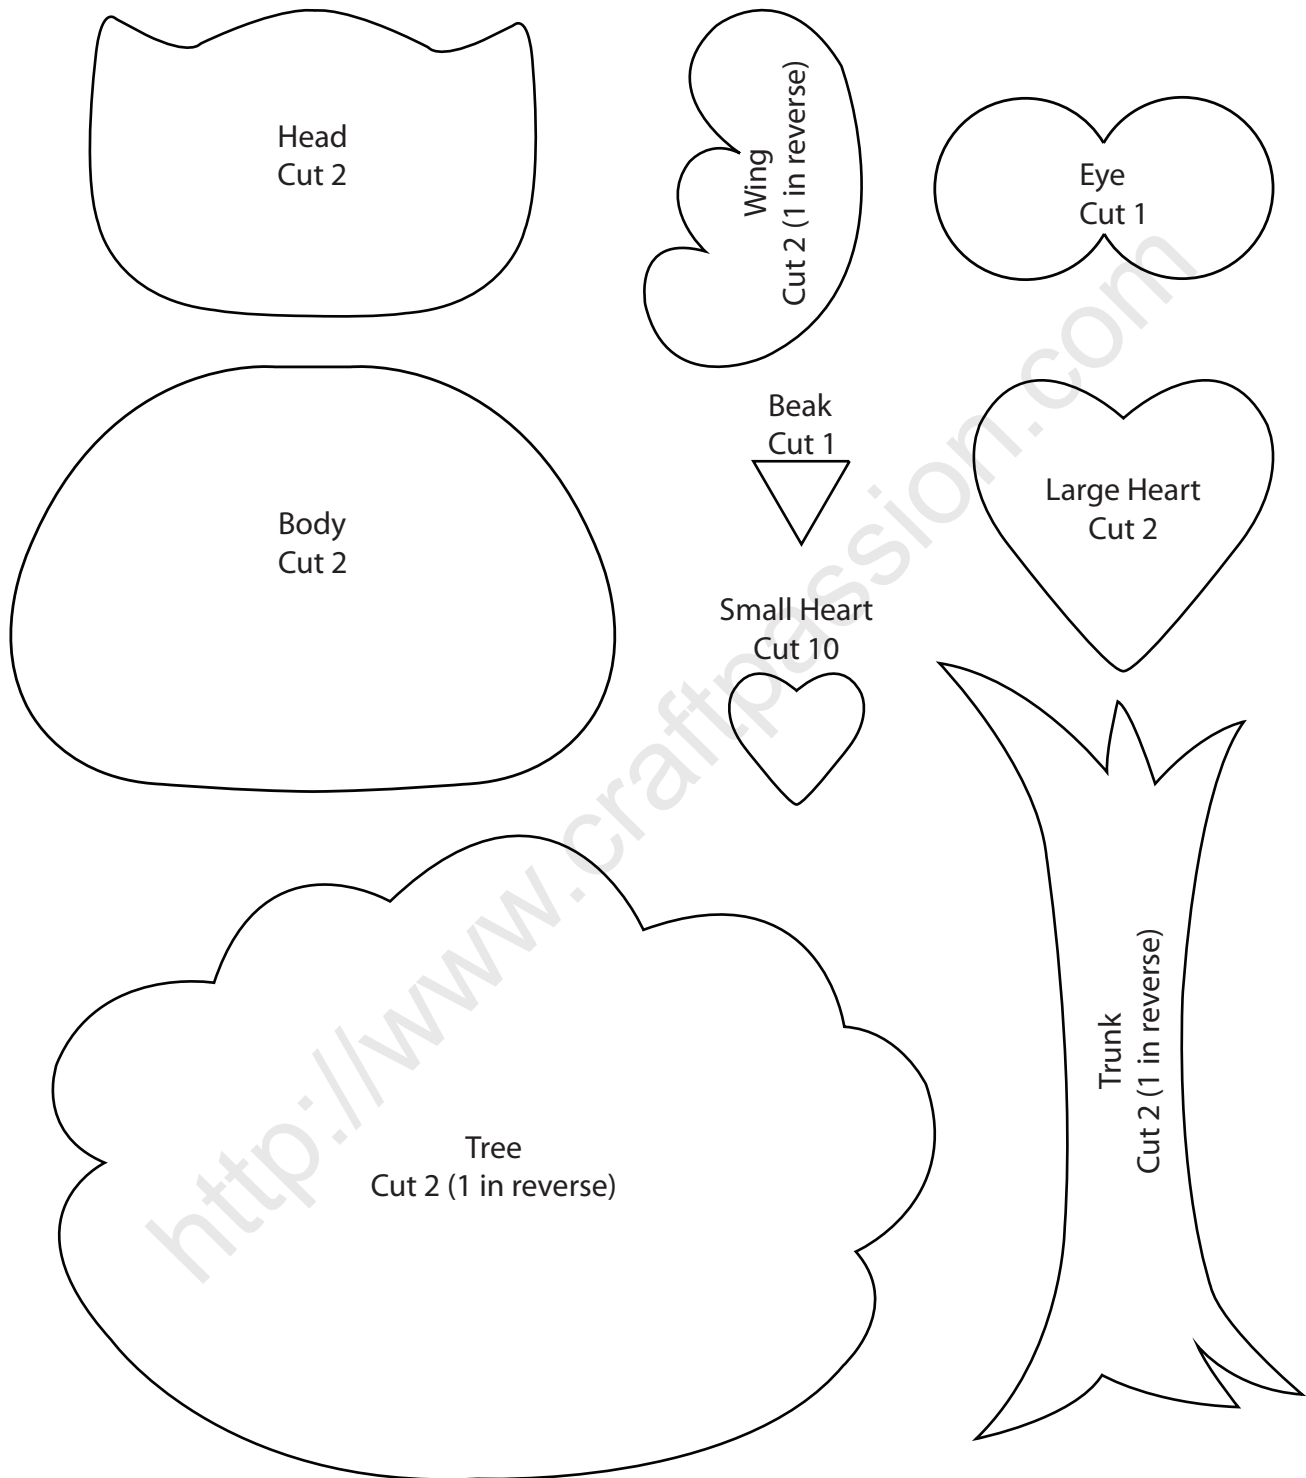 Head
Cut 2
Wing
Cut 2 (1 in reverse)
Eye
Cut 1
Body
Cut 2
Beak
Cut 1
Large Heart
Cut 2
Small Heart
Cut 10
Tree
Cut 2 (1 in reverse)
Trunk
Cut 2 (1 in reverse)
http://www.craftpassion.com